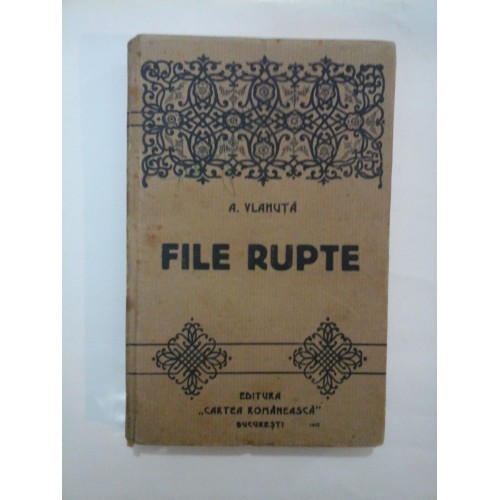 A. VLAHUȚĂ
FILE RUPTE
EDITURA
„CARTEA ROMÂNEASCĂ”
BUCUREȘTI